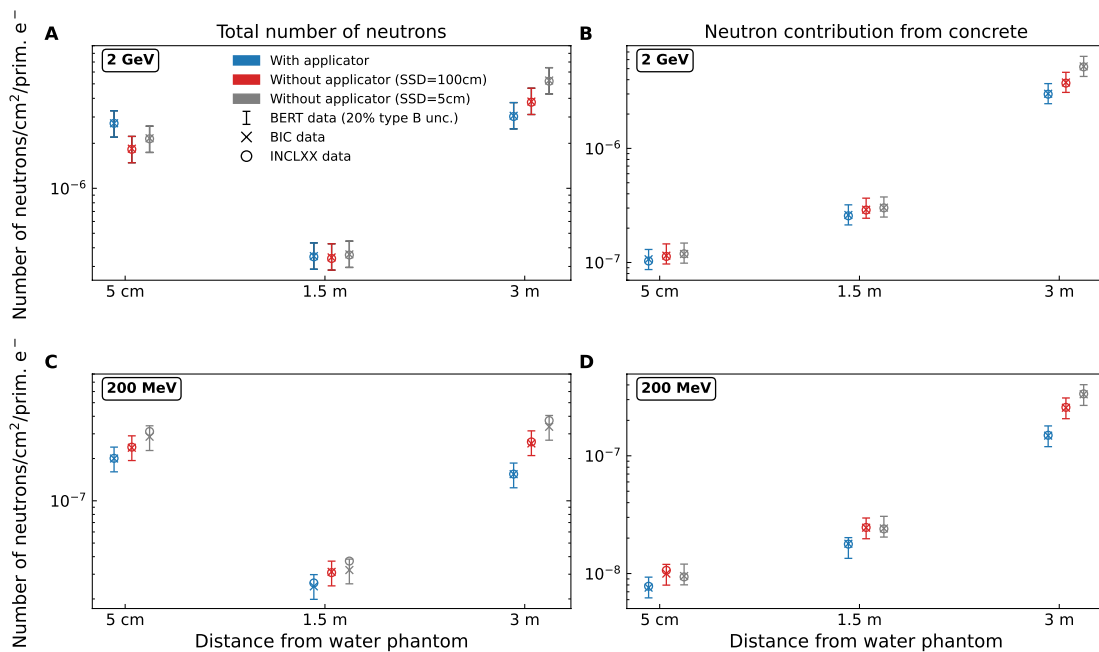 A
Total number of neutrons
B
Neutron contribution from concrete
Number of neutrons/cm²/prim. e⁻
2 GeV
With applicator
Without applicator (SSD=100cm)
Without applicator (SSD=5cm)
BERT data (20% type B unc.)
BIC data
INCLXX data
10⁻⁶
5 cm
1.5 m
3 m
2 GeV
10⁻⁶
10⁻⁷
5 cm
1.5 m
3 m
C
D
Number of neutrons/cm²/prim. e⁻
200 MeV
10⁻⁷
5 cm
1.5 m
3 m
Distance from water phantom
200 MeV
10⁻⁷
10⁻⁸
5 cm
1.5 m
3 m
Distance from water phantom